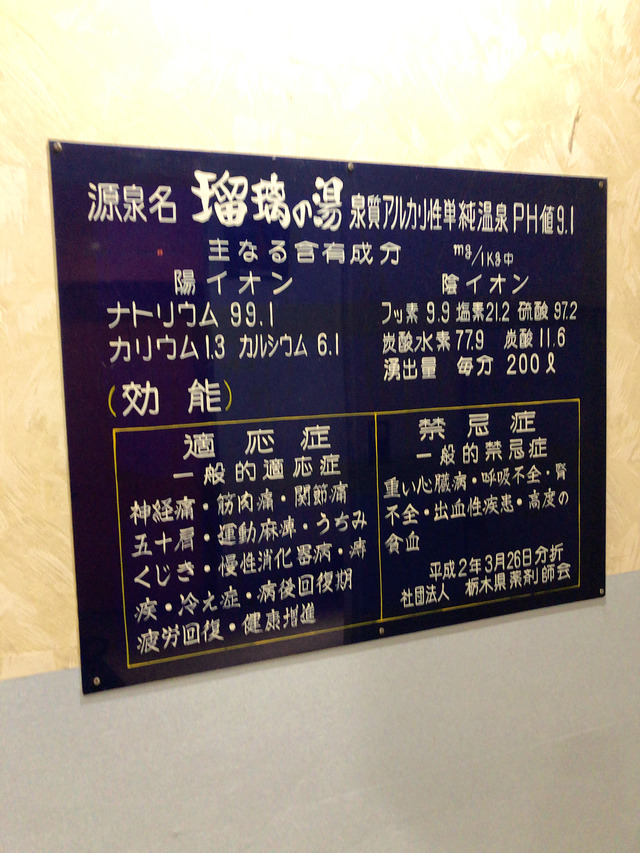 源泉名 瑠璃の湯 泉質アルカリ性単純温泉 PH値9.1
主なる含有成分 mg/1Kg中
陽イオン 陰イオン
ナトリウム 99.1 フッ素 9.9 塩素21.2 硫酸 97.2
カリウム1.3 カルシウム 6.1 炭酸水素77.9 炭酸11.6
湧出量 毎分 200ℓ
(効能)
適応症
一般的適応症
神経痛・筋肉痛・関節痛
五十肩・運動麻痺・うちみ
くじき・慢性消化器病・痔
疾・冷え症・病後回復期
疲労回復・健康増進
禁忌症
一般的禁忌症
重い心臓病・呼吸不全・腎
不全・出血性疾患・高度の
貧血
平成2年3月26日分折
社団法人 栃木県薬剤師会